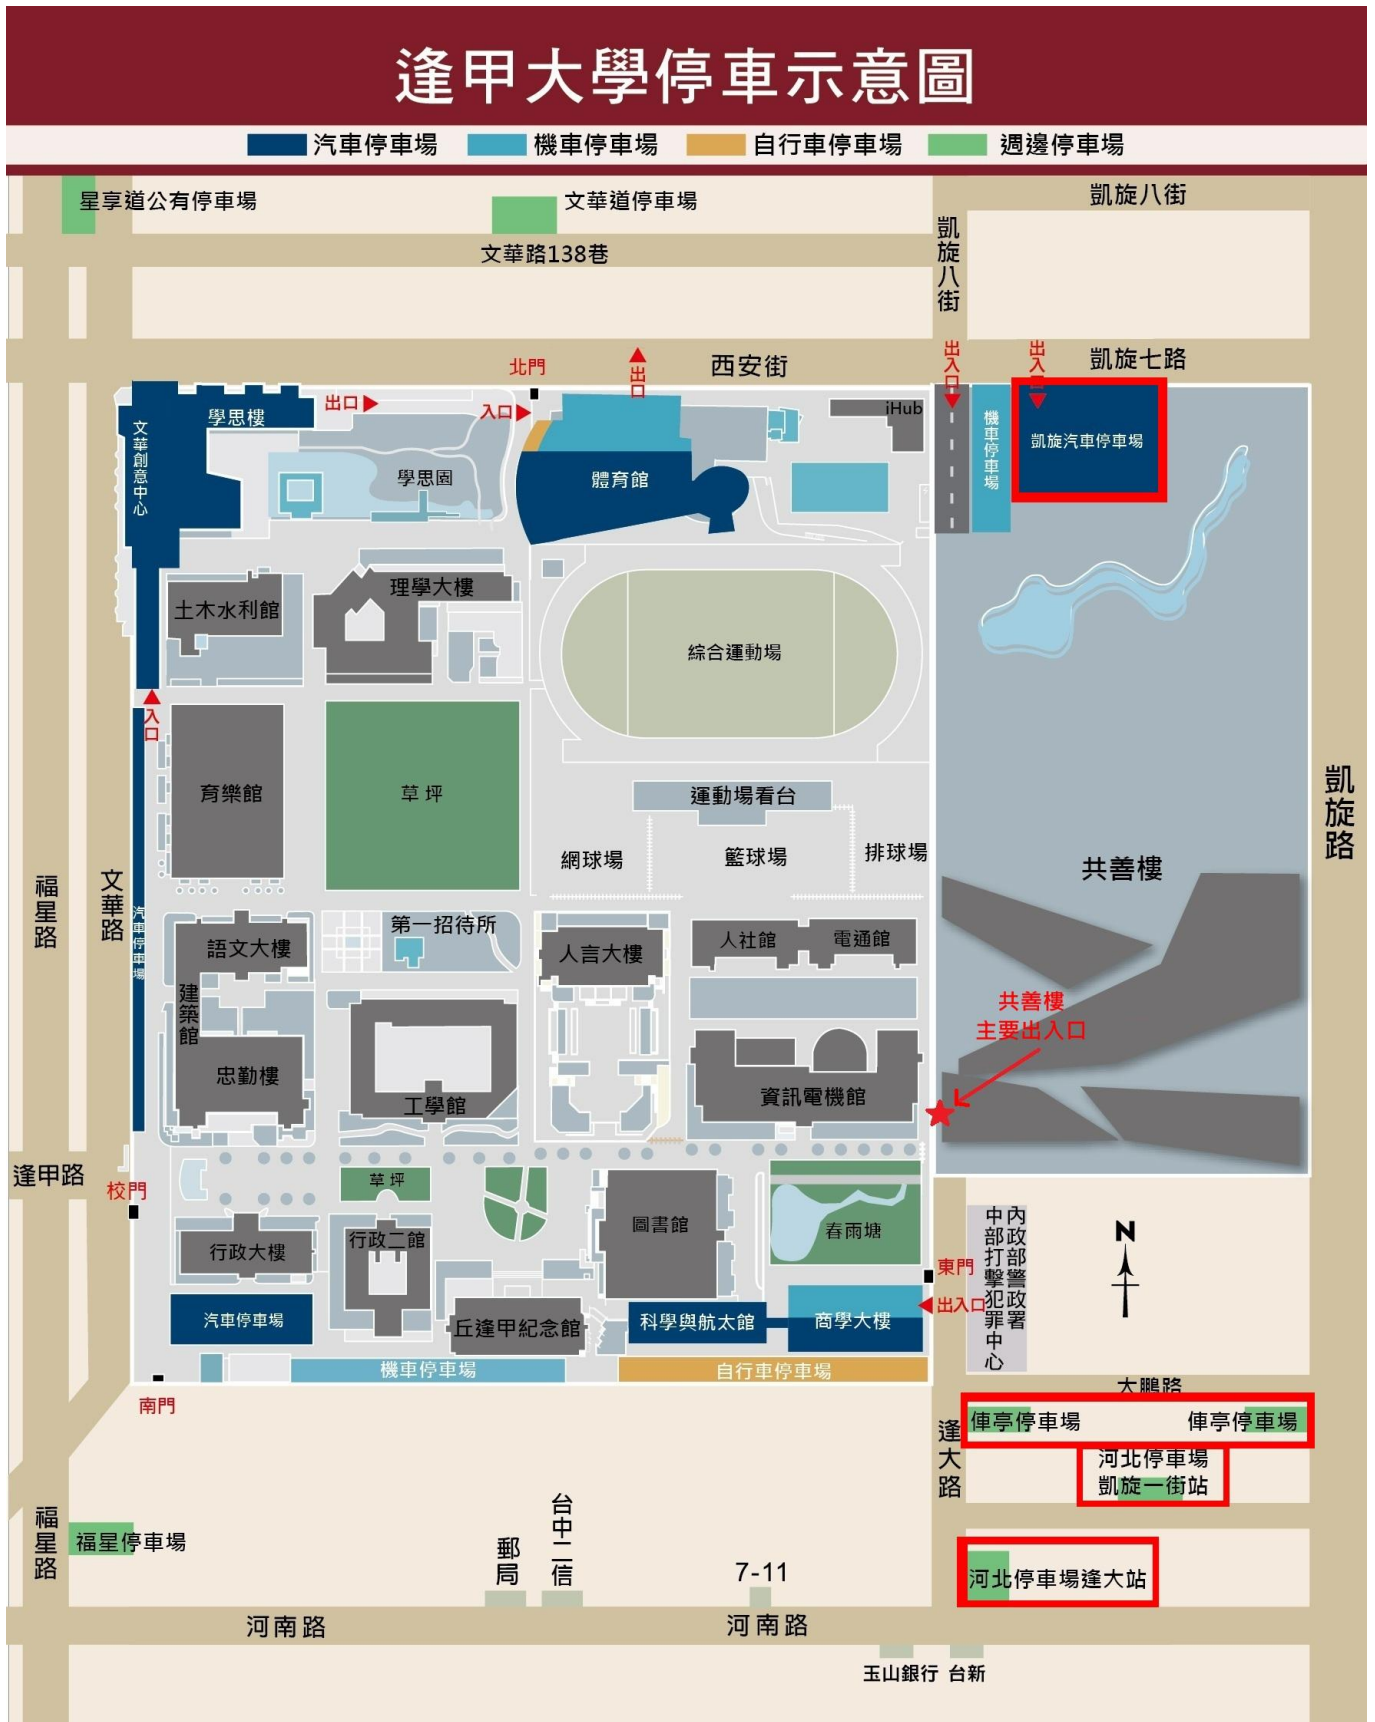 逢甲大學停車示意圖
汽車停車場
機車停車場
自行車停車場
週邊停車場
星享道公有停車場
文華道停車場
凱旋八街
文華路138巷
凱旋八街
西安街
凱旋七路
北門
出口
出入口
出入口
出口
入口
學思樓
文華創意中心
iHub
機車停車場
凱旋汽車停車場
學思園
體育館
理學大樓
土木水利館
綜合運動場
入口
育樂館
草坪
運動場看台
網球場
籃球場
排球場
凱旋路
共善樓
福星路
文華路
汽車停車場
語文大樓
第一招待所
人言大樓
人社館
電通館
建築館
共善樓
主要出入口
忠勤樓
工學館
資訊電機館
逢甲路
校門
草坪
圖書館
春雨塘
行政大樓
行政二館
內政部警政署
中部打擊犯罪中心
N
東門
出入口
汽車停車場
丘逢甲紀念館
科學與航太館
商學大樓
機車停車場
自行車停車場
南門
大鵬路
逢大路
俥亭停車場
俥亭停車場
河北停車場
凱旋一街站
福星路
福星停車場
郵局
台中二信
7-11
河北停車場逢大站
河南路
河南路
玉山銀行
台新